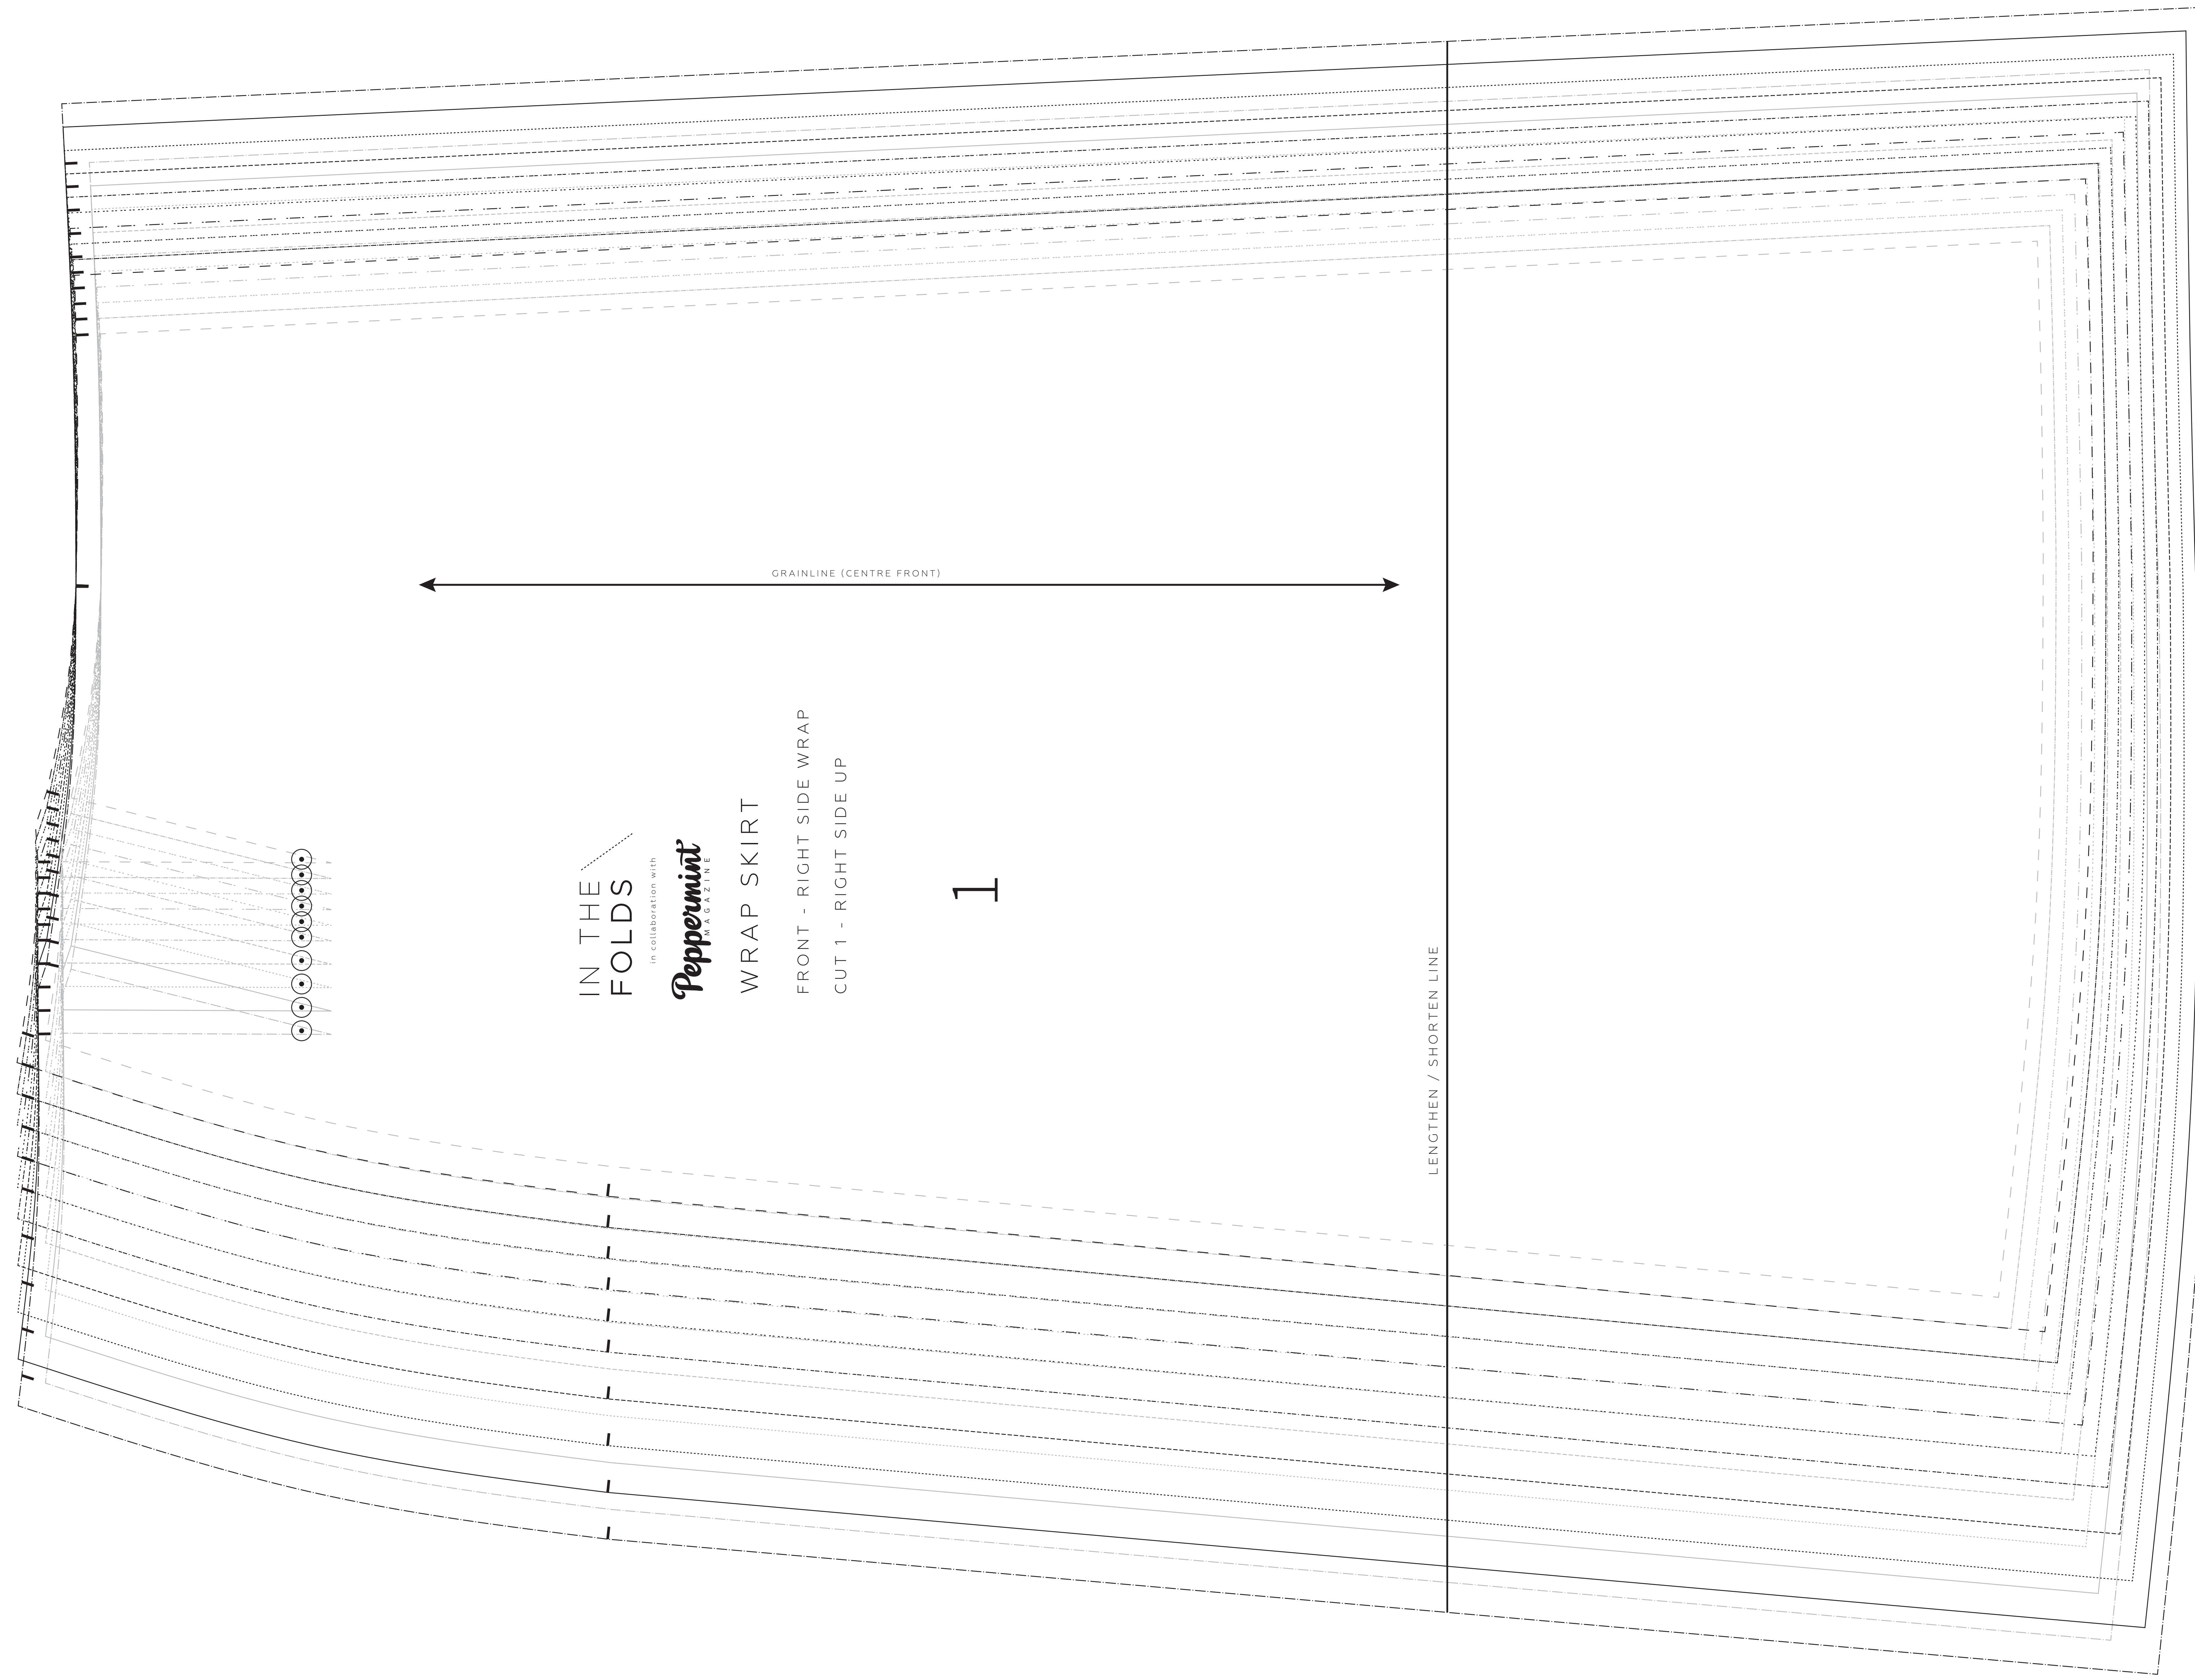 GRAINLINE (CENTRE FRONT)
IN THE
FOLDS
in collaboration with
Peppermint
MAGAZINE
WRAP SKIRT
FRONT - RIGHT SIDE WRAP
CUT 1 - RIGHT SIDE UP
1
LENGTHEN / SHORTEN LINE